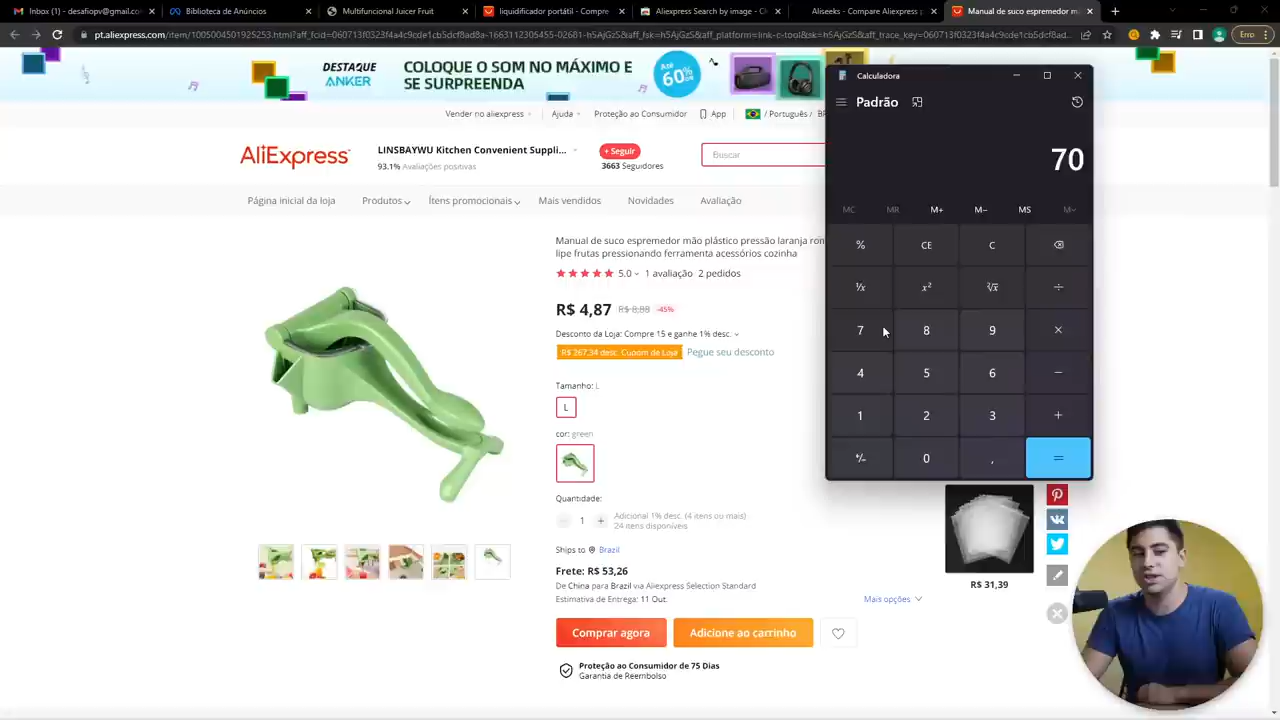 Inbox (8) - desafiopv@gmail.co
Biblioteca de Anúncios
Multifuncional Juicer Fruit
liquidificador portátil - Compre
Aliexpress Search by image - Ch
Aliseeks - Compare Aliexpress p
Manual de suco espremedor m
pt.aliexpress.com/item/1005004501925253.html?
Erro
DESTAQUE
ANKER
COLOQUE O SOM NO MÁXIMO E
SE SURPREENDA
Até
60%
Vender no aliexpress
Ajuda
Proteção ao Consumidor
App
/ Português /
AliExpress
LINSBAYWU Kitchen Convenient Suppli...
93.1% Avaliações positivas
+ Seguir
3663 Seguidores
Buscar
Página inicial da loja
Produtos
Ítens promocionais
Mais vendidos
Novidades
Avaliação
Manual de suco espremedor mão plástico pressão laranja rom
lipe frutas pressionando ferramenta acessórios cozinha
5.0
1 avaliação
2 pedidos
R$ 4,87
R$ 8,88
-45%
Desconto da Loja: Compre 15 e ganhe 1% desc.
R$ 267,34 desc. Cupom de Loja
Pegue seu desconto
Tamanho: L
L
cor: green
Quantidade:
1
+
Adicional 1% desc. (4 itens ou mais)
24 itens disponíveis
Ships to
Brazil
Frete: R$ 53,26
De China para Brazil via Aliexpress Selection Standard
Estimativa de Entrega: 11 Out.
Mais opções
Comprar agora
Adicione ao carrinho
Proteção ao Consumidor de 75 Dias
Garantia de Reembolso
Calculadora
Padrão
70
MC
MR
M+
M−
MS
M˅
%
CE
C
¹/x
x²
²√x
÷
7
8
9
×
4
5
6
−
1
2
3
+
+/−
0
,
=
R$ 31,39